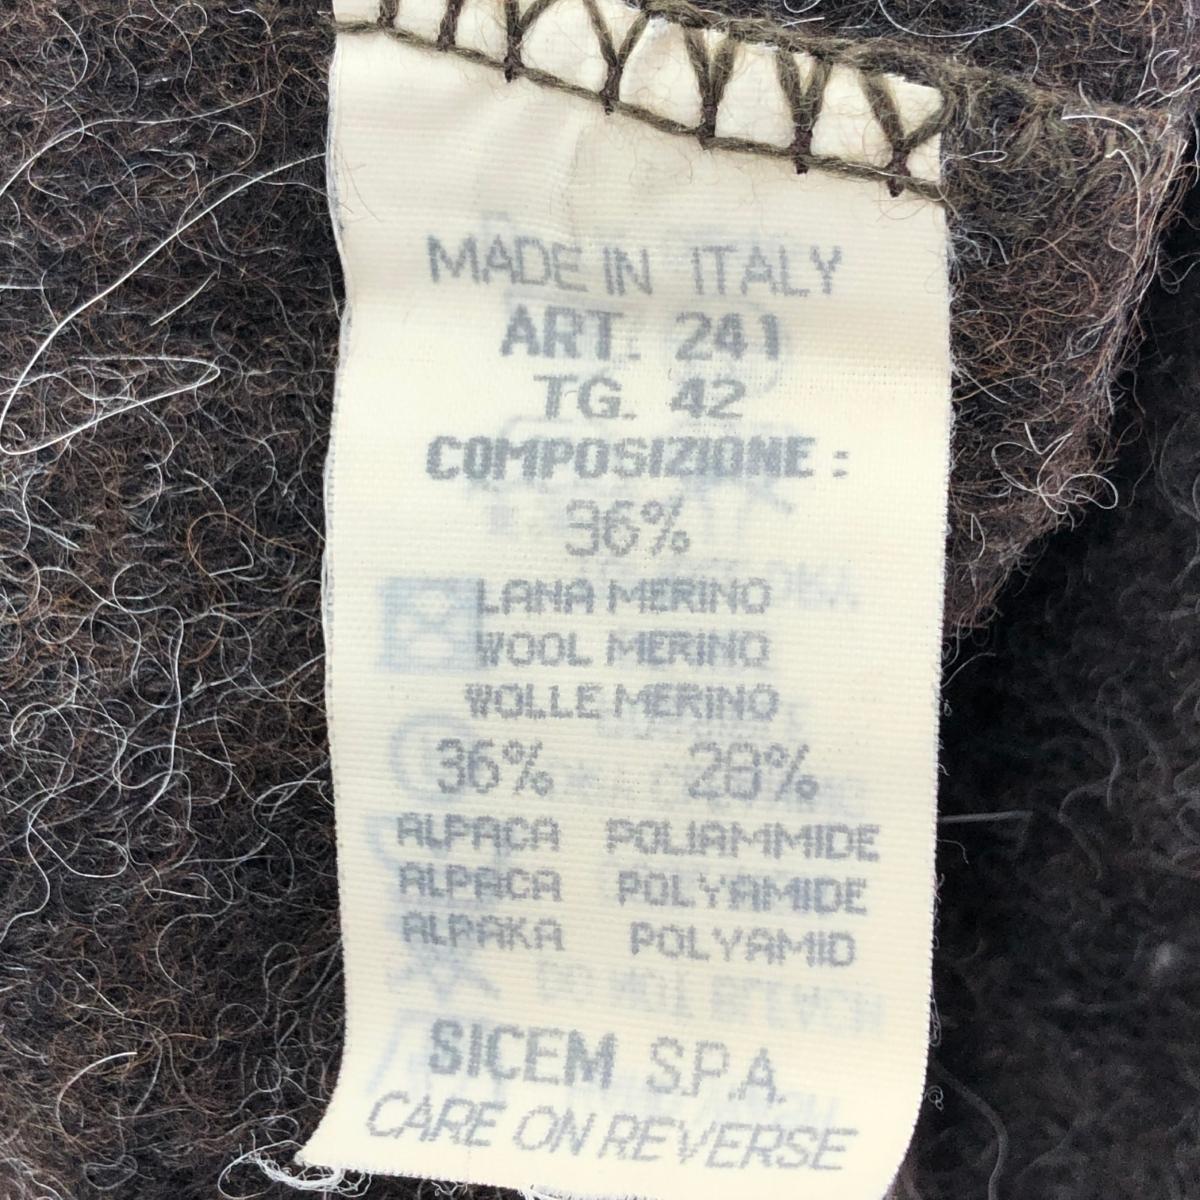 MADE IN ITALY
ART. 241
TG. 42
COMPOSIZIONE:
36%
LANA MERINO
WOOL MERINO
WOLLE MERINO
36% 28%
ALPACA POLIAMMIDE
ALPACA POLYAMIDE
ALPAKA POLYAMID
SICEM S.P.A.
CARE ON REVERSE